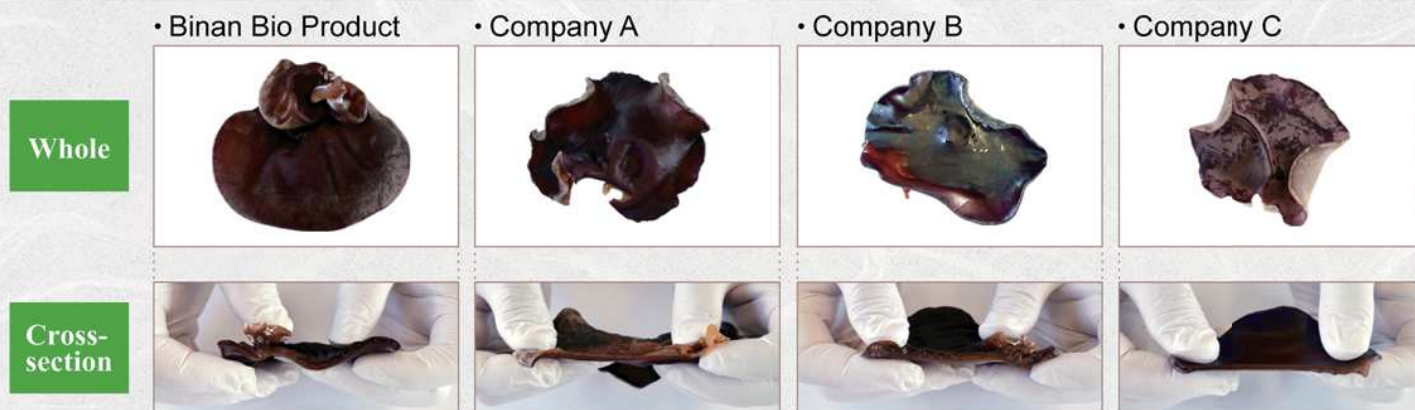 • Binan Bio Product
• Company A
• Company B
• Company C
Whole
Cross-
section